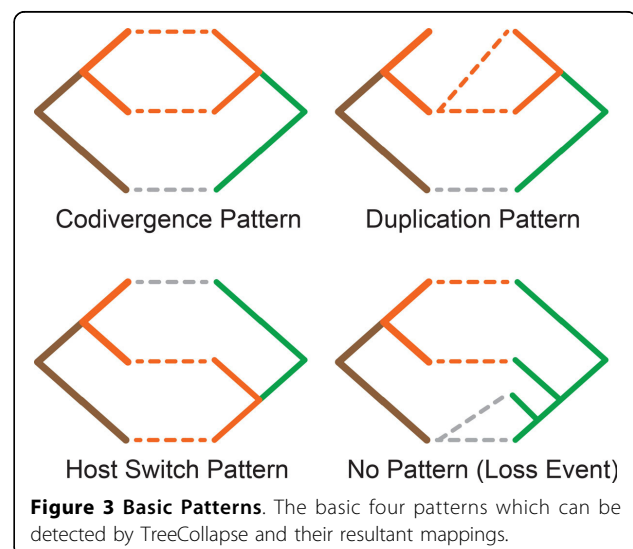 Codivergence Pattern
Duplication Pattern
Host Switch Pattern
No Pattern (Loss Event)
Figure 3 Basic Patterns. The basic four patterns which can be
detected by TreeCollapse and their resultant mappings.